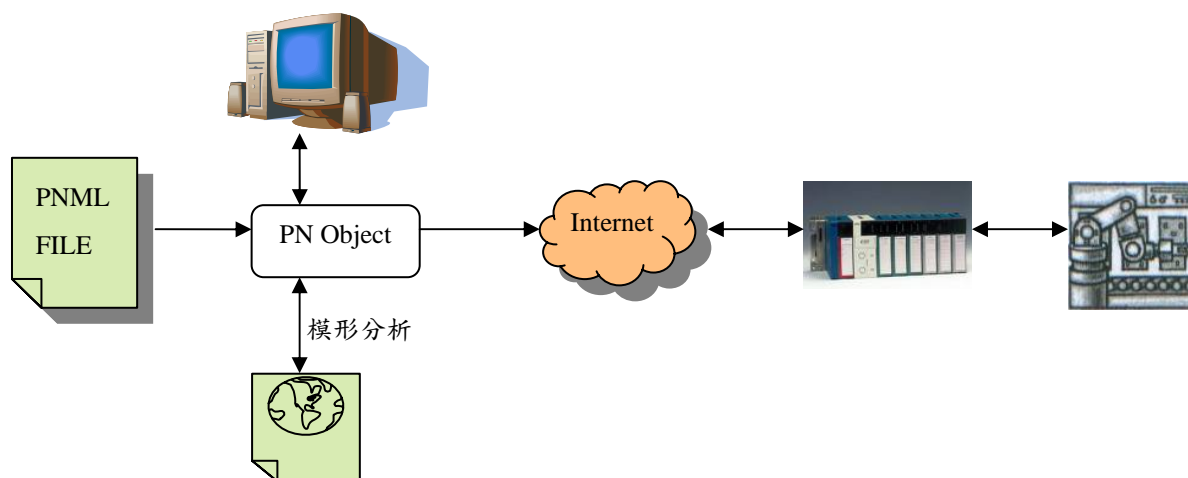 PNML
FILE
PN Object
Internet
模形分析